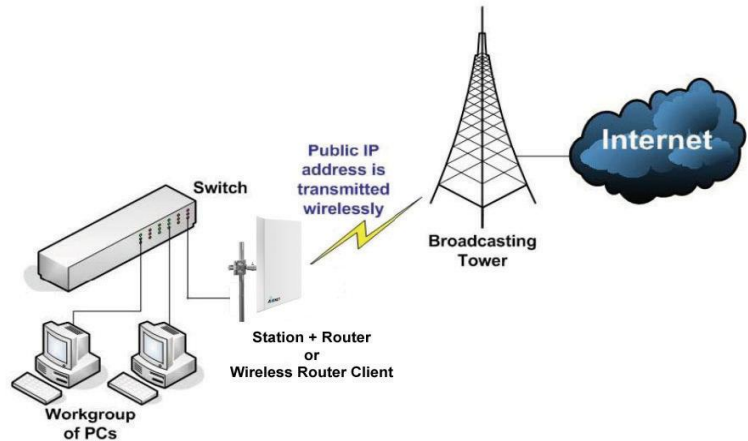 Internet
Public IP
address is
transmitted
wirelessly
Switch
Broadcasting
Tower
Station + Router
or
Wireless Router Client
Workgroup
of PCs